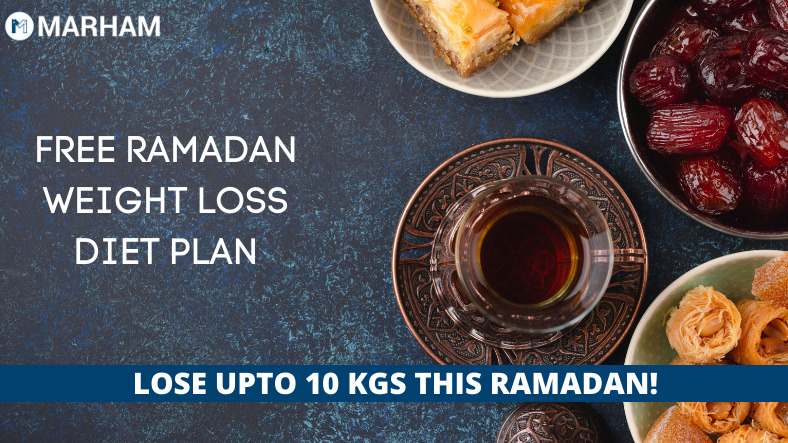 MARHAM
FREE RAMADAN
WEIGHT LOSS
DIET PLAN
LOSE UPTO 10 KGS THIS RAMADAN!